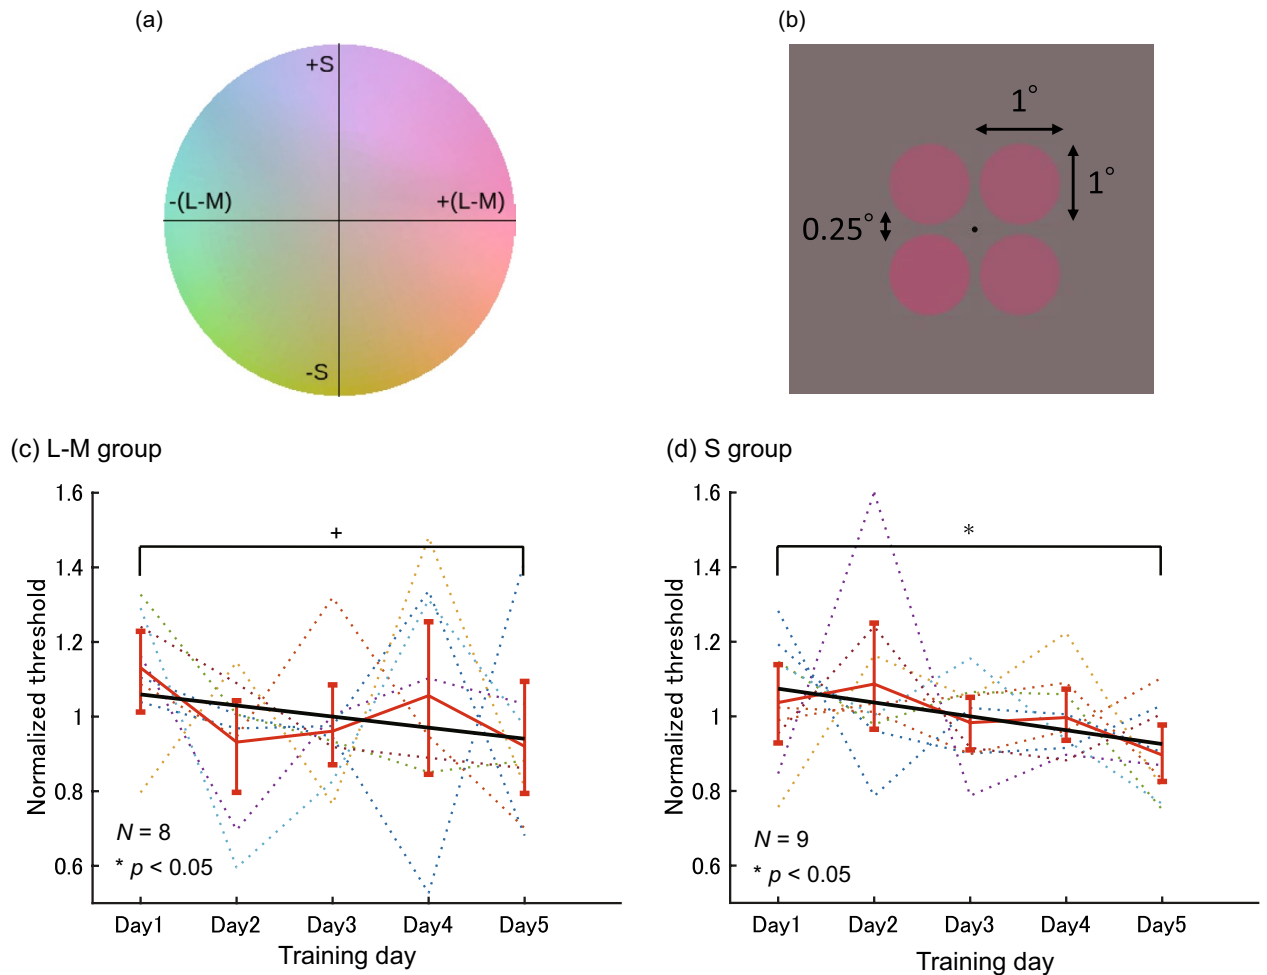 (a)
+S
-(L-M)
+(L-M)
-S
(b)
1°
1°
0.25°
(c) L-M group
Normalized threshold
1.6
1.4
1.2
1
0.8
0.6
+
N = 8
* p < 0.05
Day1 Day2 Day3 Day4 Day5
Training day
(d) S group
Normalized threshold
1.6
1.4
1.2
1
0.8
0.6
*
N = 9
* p < 0.05
Day1 Day2 Day3 Day4 Day5
Training day